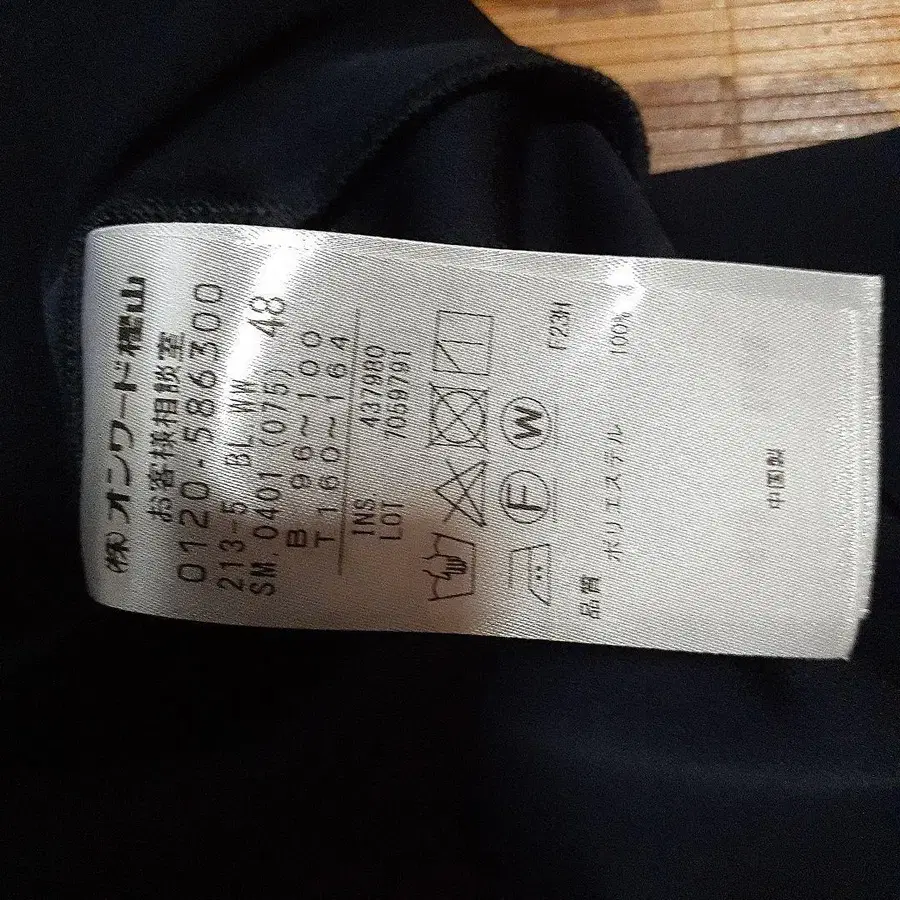 (株)オンワード樫山
お客様相談室
0120-586300
213-5 BL WW
SM.0401 (075) 48
B 96~100
T 160~164
INS 437980
LOT 7059791
F
W
F23H
品質
ポリエステル 100%
中国製